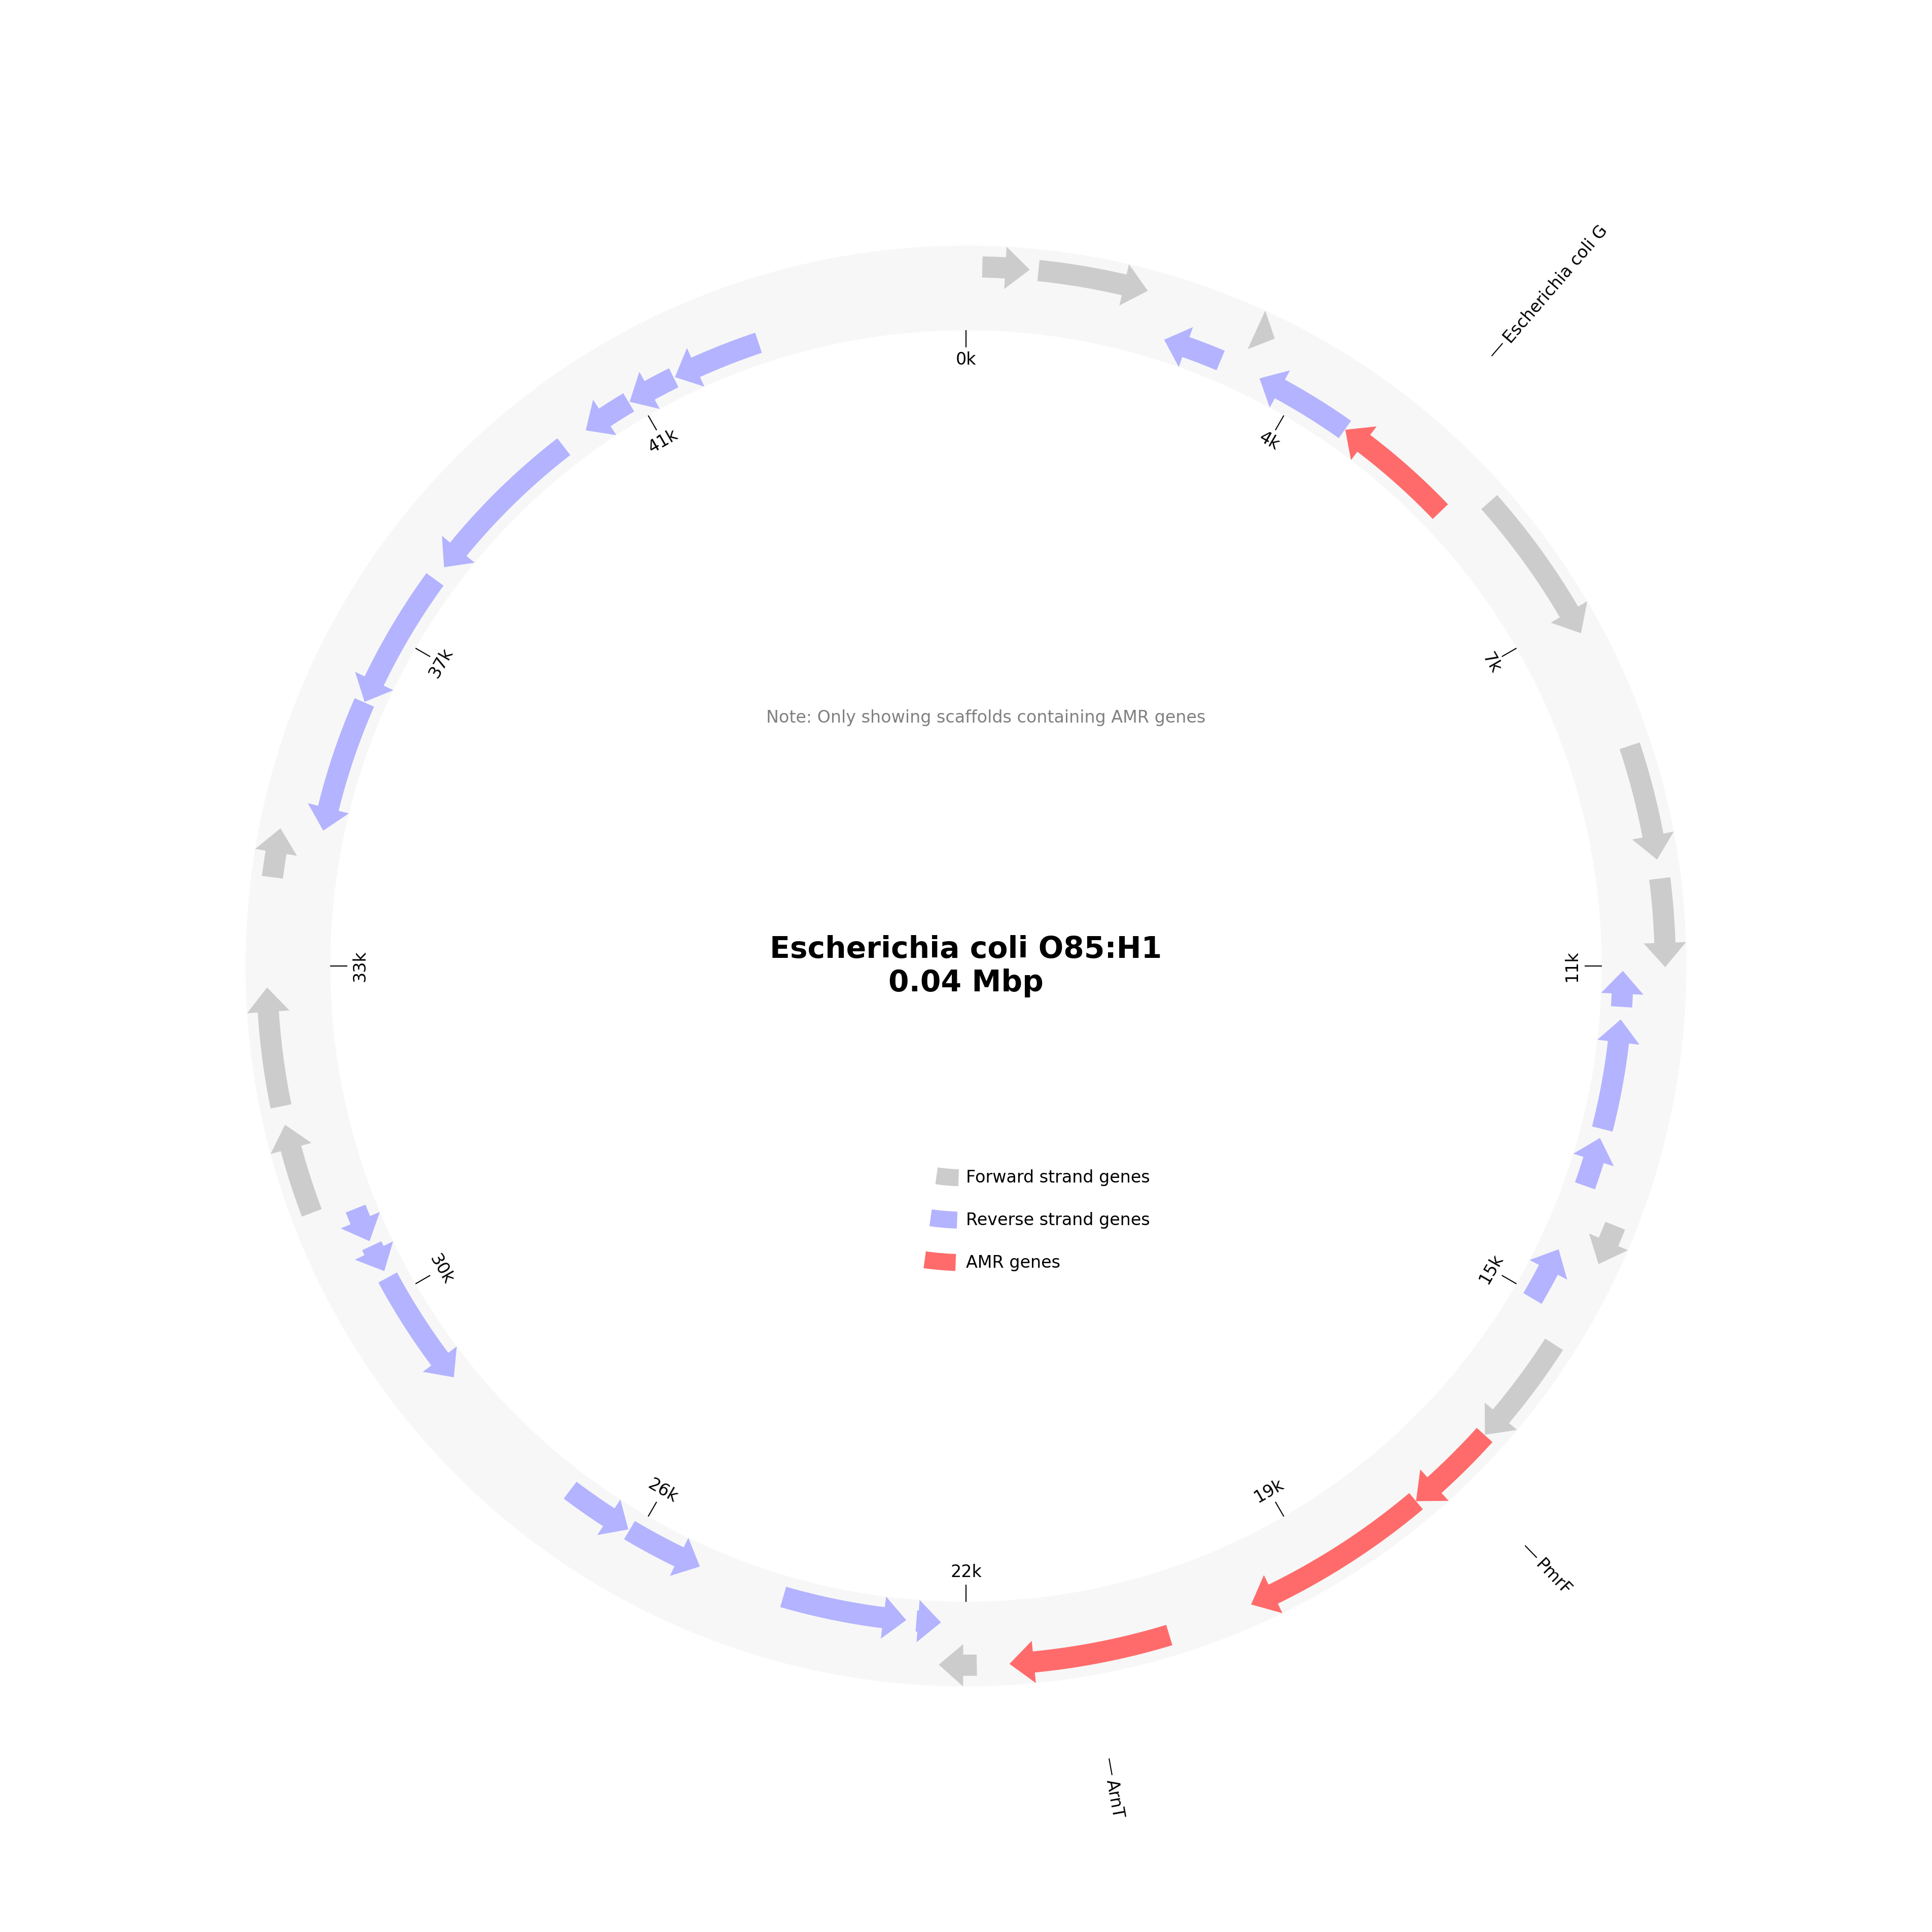 Escherichia coli G
0k
4k
41k
7k
37k
Note: Only showing scaffolds containing AMR genes
11k
33k
Escherichia coli O85:H1
0.04 Mbp
Forward strand genes
Reverse strand genes
AMR genes
15k
30k
19k
26k
22k
PmrF
ArnT